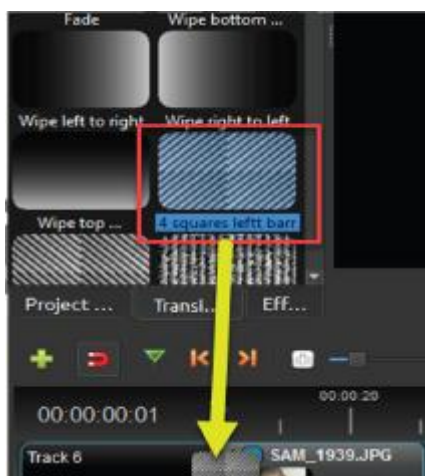 Fade Wipe bottom ...
Wipe left to right Wipe right to left
Wipe top ... 4 squares leftt barr
Project ... Transl... Eff...
00:00:20
00:00:00:01
Track 6 SAM_1939.JPG